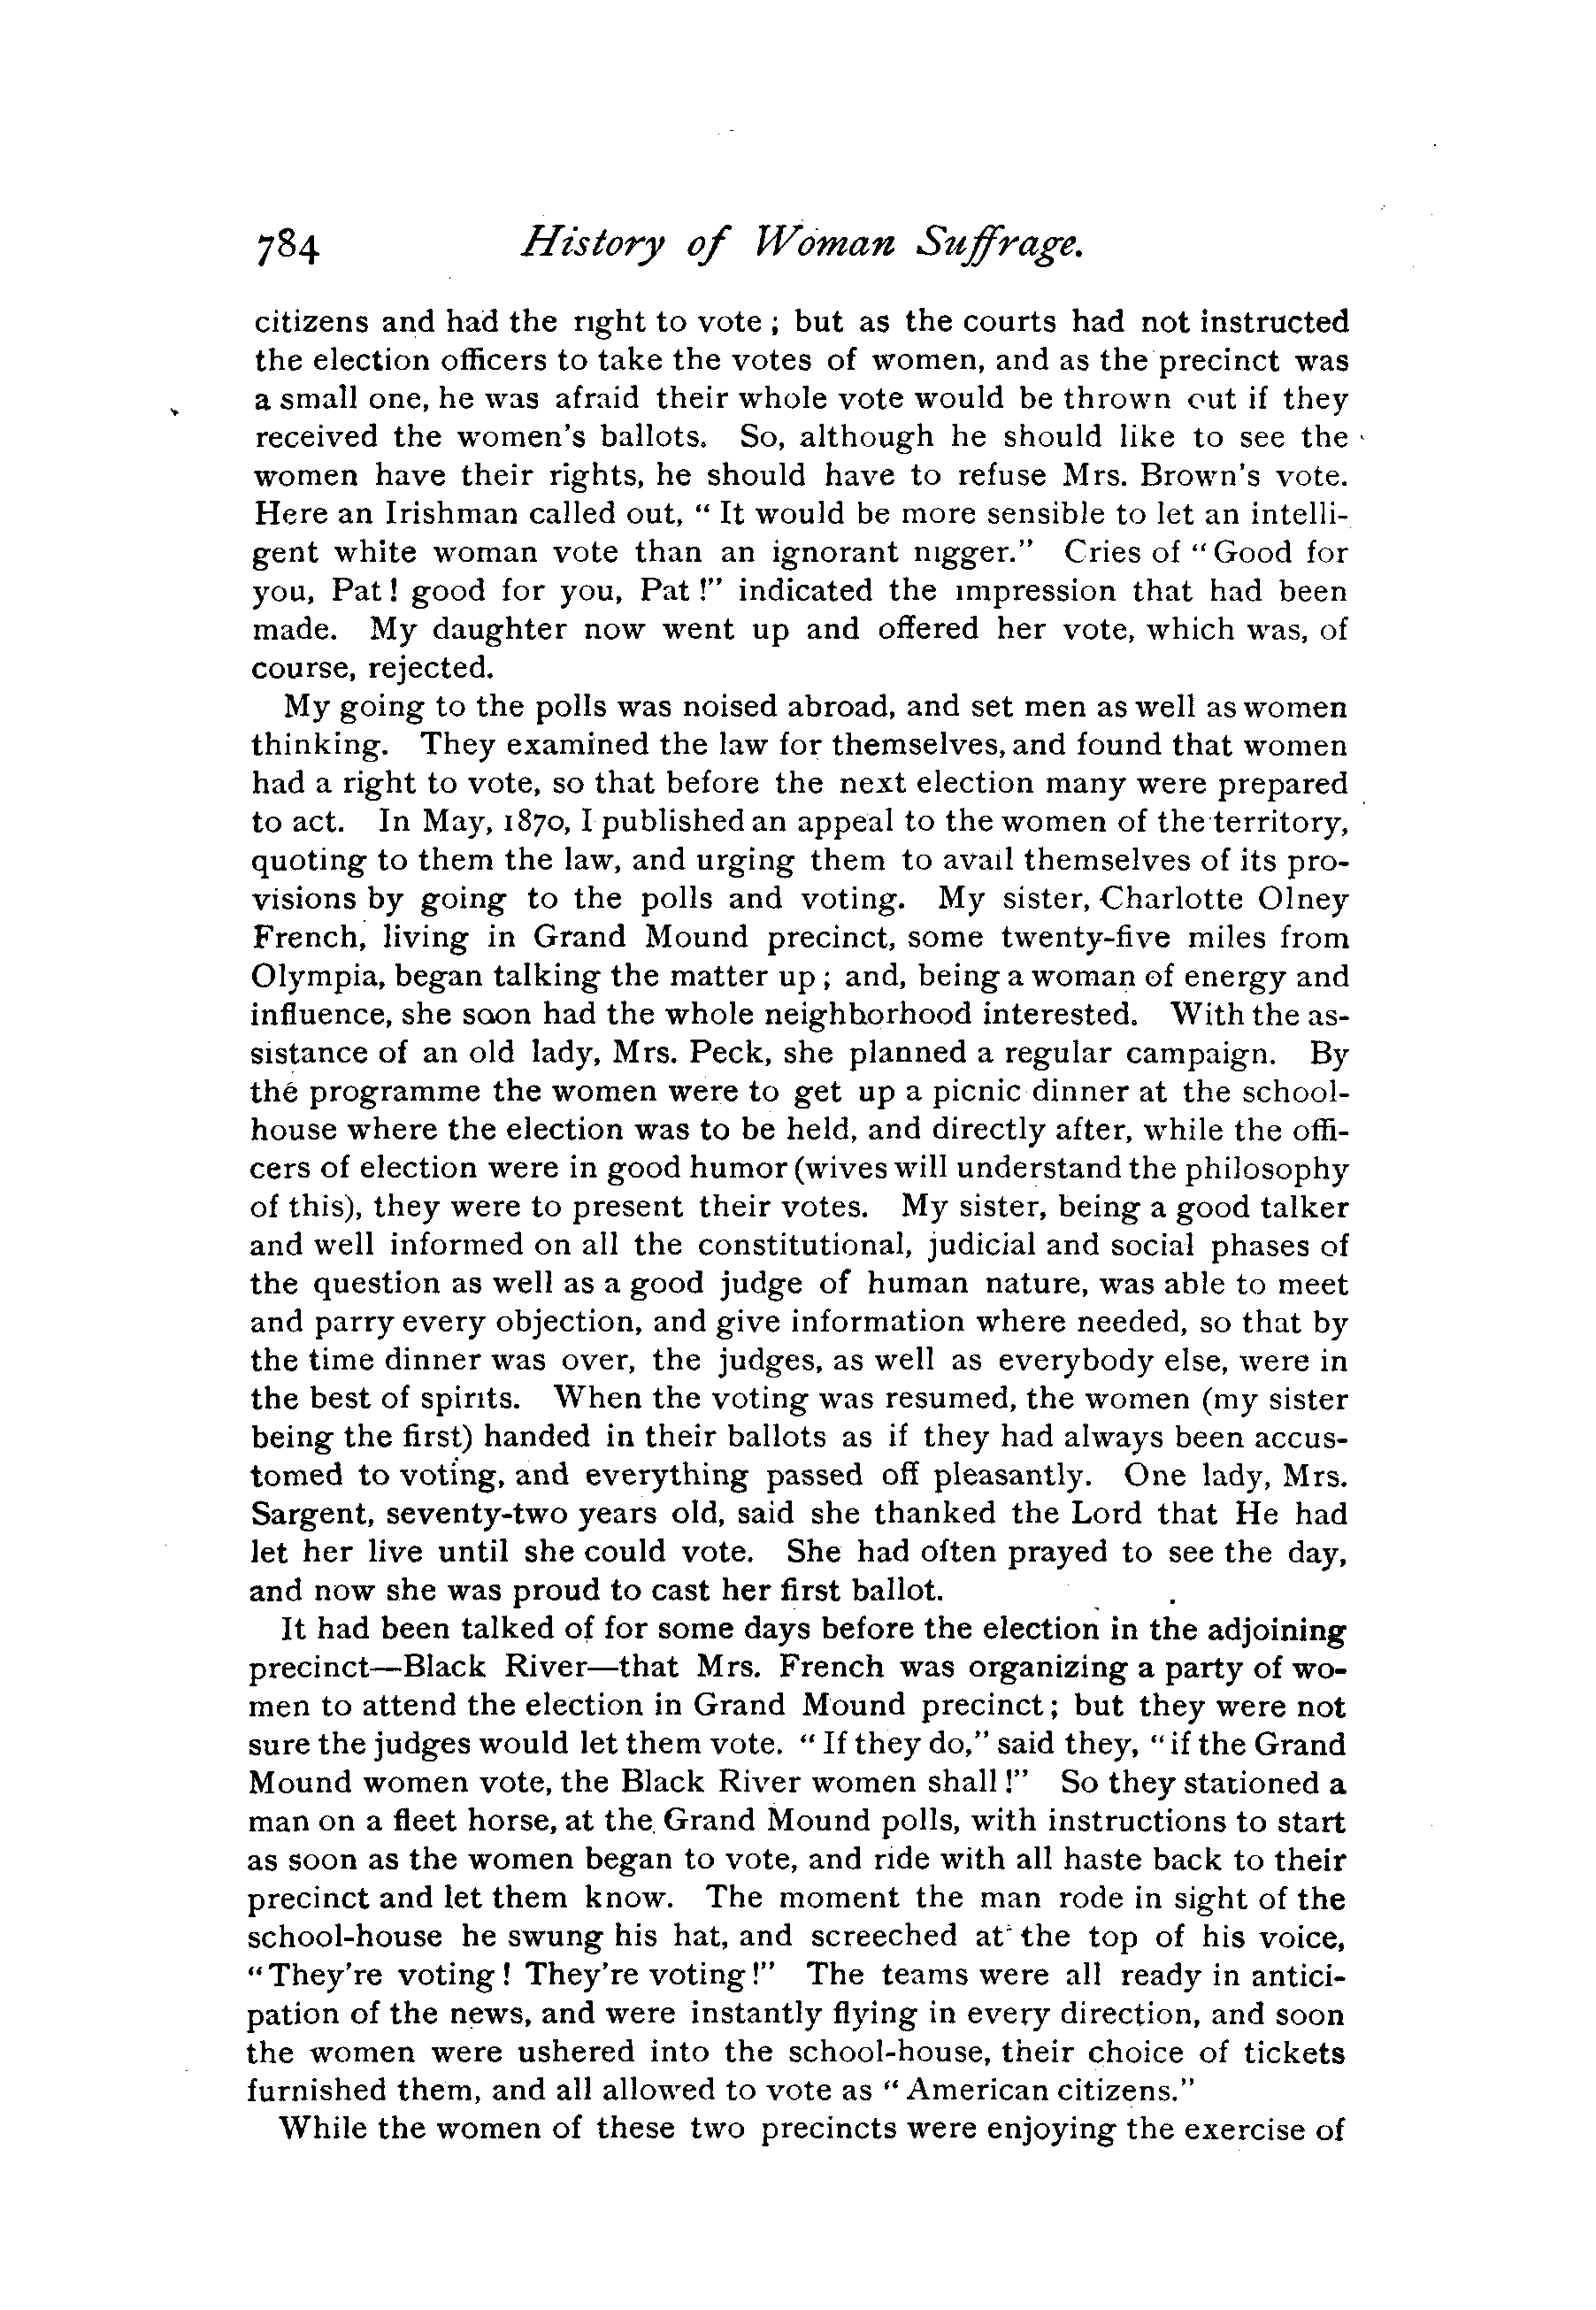 784 History of Woman Suffrage.
citizens and had the right to vote ; but as the courts had not instructed
the election officers to take the votes of women, and as the precinct was
a small one, he was afraid their whole vote would be thrown out if they
received the women's ballots. So, although he should like to see the
women have their rights, he should have to refuse Mrs. Brown's vote.
Here an Irishman called out, " It would be more sensible to let an intelli-
gent white woman vote than an ignorant nigger." Cries of "Good for
you, Pat ! good for you, Pat !" indicated the impression that had been
made. My daughter now went up and offered her vote, which was, of
course, rejected.
My going to the polls was noised abroad, and set men as well as women
thinking. They examined the law for themselves, and found that women
had a right to vote, so that before the next election many were prepared
to act. In May, 1870, I published an appeal to the women of the territory,
quoting to them the law, and urging them to avail themselves of its pro-
visions by going to the polls and voting. My sister, Charlotte Olney
French, living in Grand Mound precinct, some twenty-five miles from
Olympia, began talking the matter up ; and, being a woman of energy and
influence, she soon had the whole neighborhood interested. With the as-
sistance of an old lady, Mrs. Peck, she planned a regular campaign. By
the programme the women were to get up a picnic dinner at the school-
house where the election was to be held, and directly after, while the offi-
cers of election were in good humor (wives will understand the philosophy
of this), they were to present their votes. My sister, being a good talker
and well informed on all the constitutional, judicial and social phases of
the question as well as a good judge of human nature, was able to meet
and parry every objection, and give information where needed, so that by
the time dinner was over, the judges, as well as everybody else, were in
the best of spirits. When the voting was resumed, the women (my sister
being the first) handed in their ballots as if they had always been accus-
tomed to voting, and everything passed off pleasantly. One lady, Mrs.
Sargent, seventy-two years old, said she thanked the Lord that He had
let her live until she could vote. She had often prayed to see the day,
and now she was proud to cast her first ballot.
It had been talked of for some days before the election in the adjoining
precinct—Black River—that Mrs. French was organizing a party of wo-
men to attend the election in Grand Mound precinct ; but they were not
sure the judges would let them vote. " If they do," said they, "if the Grand
Mound women vote, the Black River women shall !" So they stationed a
man on a fleet horse, at the Grand Mound polls, with instructions to start
as soon as the women began to vote, and ride with all haste back to their
precinct and let them know. The moment the man rode in sight of the
school-house he swung his hat, and screeched at the top of his voice,
"They're voting ! They're voting !" The teams were all ready in antici-
pation of the news, and were instantly flying in every direction, and soon
the women were ushered into the school-house, their choice of tickets
furnished them, and all allowed to vote as " American citizens."
While the women of these two precincts were enjoying the exercise of